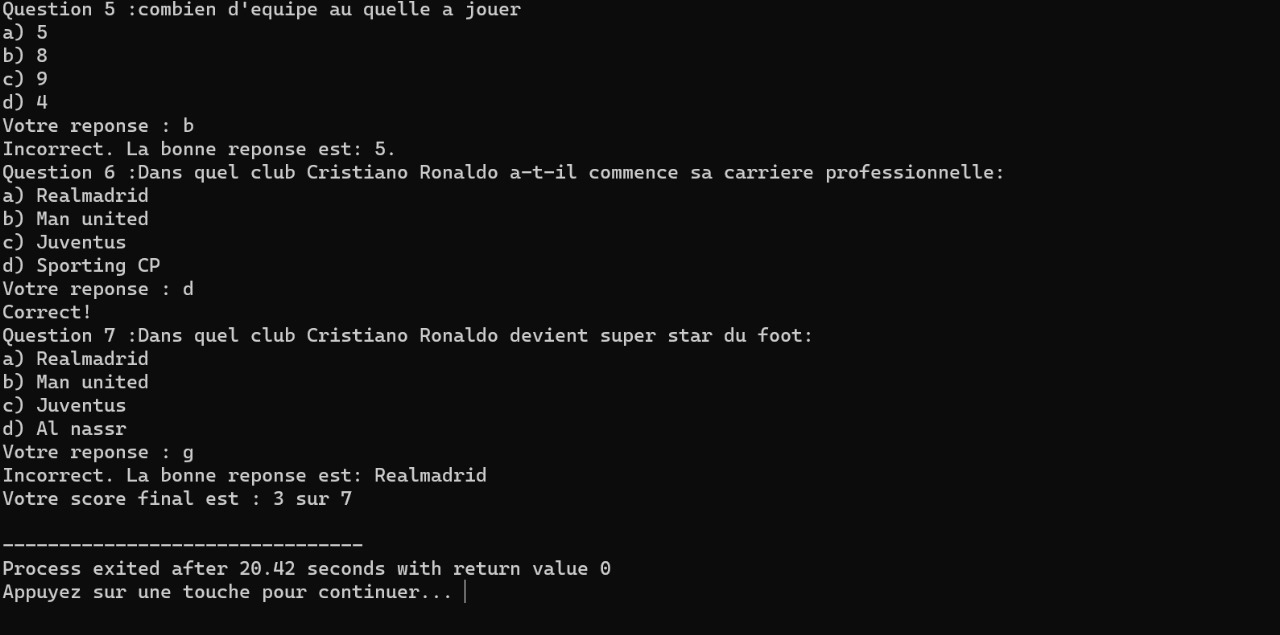 Question 5 :combien d'equipe au quelle a jouer
a) 5
b) 8
c) 9
d) 4
Votre reponse : b
Incorrect. La bonne reponse est: 5.
Question 6 :Dans quel club Cristiano Ronaldo a-t-il commence sa carriere professionnelle:
a) Realmadrid
b) Man united
c) Juventus
d) Sporting CP
Votre reponse : d
Correct!
Question 7 :Dans quel club Cristiano Ronaldo devient super star du foot:
a) Realmadrid
b) Man united
c) Juventus
d) Al nassr
Votre reponse : g
Incorrect. La bonne reponse est: Realmadrid
Votre score final est : 3 sur 7
--------------------------------
Process exited after 20.42 seconds with return value 0
Appuyez sur une touche pour continuer...